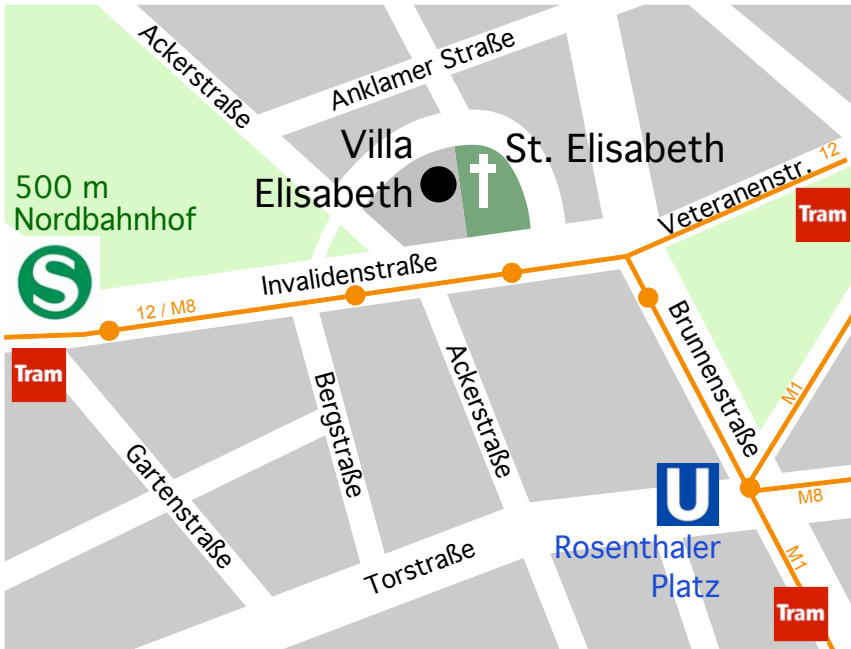 Ackerstraße
Anklamer Straße
Villa
Elisabeth
St. Elisabeth
12
Veteranenstr.
Tram
500 m
Nordbahnhof
S
Invalidenstraße
12 / M8
Tram
Brunnenstraße
Ackerstraße
Bergstraße
M1
Gartenstraße
U
M8
Rosenthaler
Platz
Torstraße
M1
Tram